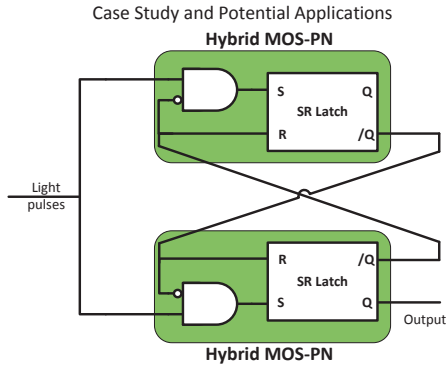 Case Study and Potential Applications
Hybrid MOS-PN
S
Q
SR Latch
R
/Q
Light
pulses
R
/Q
SR Latch
S
Q
Output
Hybrid MOS-PN